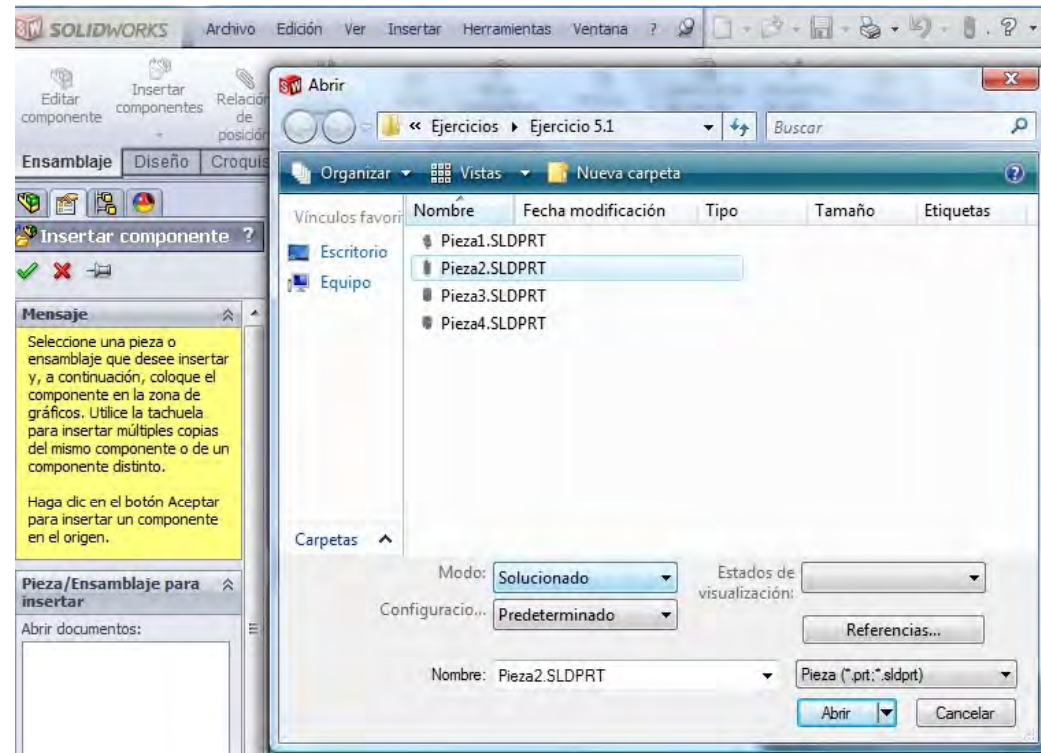 SW SOLIDWORKS Archivo Edición Ver Insertar Herramientas Ventana ?
Editar componente
Insertar componentes
Relación de posición
Ensamblaje Diseño Croquis
Insertar componente ?
Mensaje
Seleccione una pieza o
ensamblaje que desee insertar
y, a continuación, coloque el
componente en la zona de
gráficos. Utilice la tachuela
para insertar múltiples copias
del mismo componente o de un
componente distinto.
Haga clic en el botón Aceptar
para insertar un componente
en el origen.
Pieza/Ensamblaje para
insertar
Abrir documentos:
SW Abrir
« Ejercicios Ejercicio 5.1 Buscar
Organizar Vistas Nueva carpeta ?
Vínculos favori
Escritorio
Equipo
Carpetas
Nombre Fecha modificación Tipo Tamaño Etiquetas
Pieza1.SLDPRT
Pieza2.SLDPRT
Pieza3.SLDPRT
Pieza4.SLDPRT
Modo: Solucionado
Estados de
visualización:
Configuracio... Predeterminado
Referencias...
Nombre: Pieza2.SLDPRT Pieza (*.prt;*.sldprt)
Abrir Cancelar